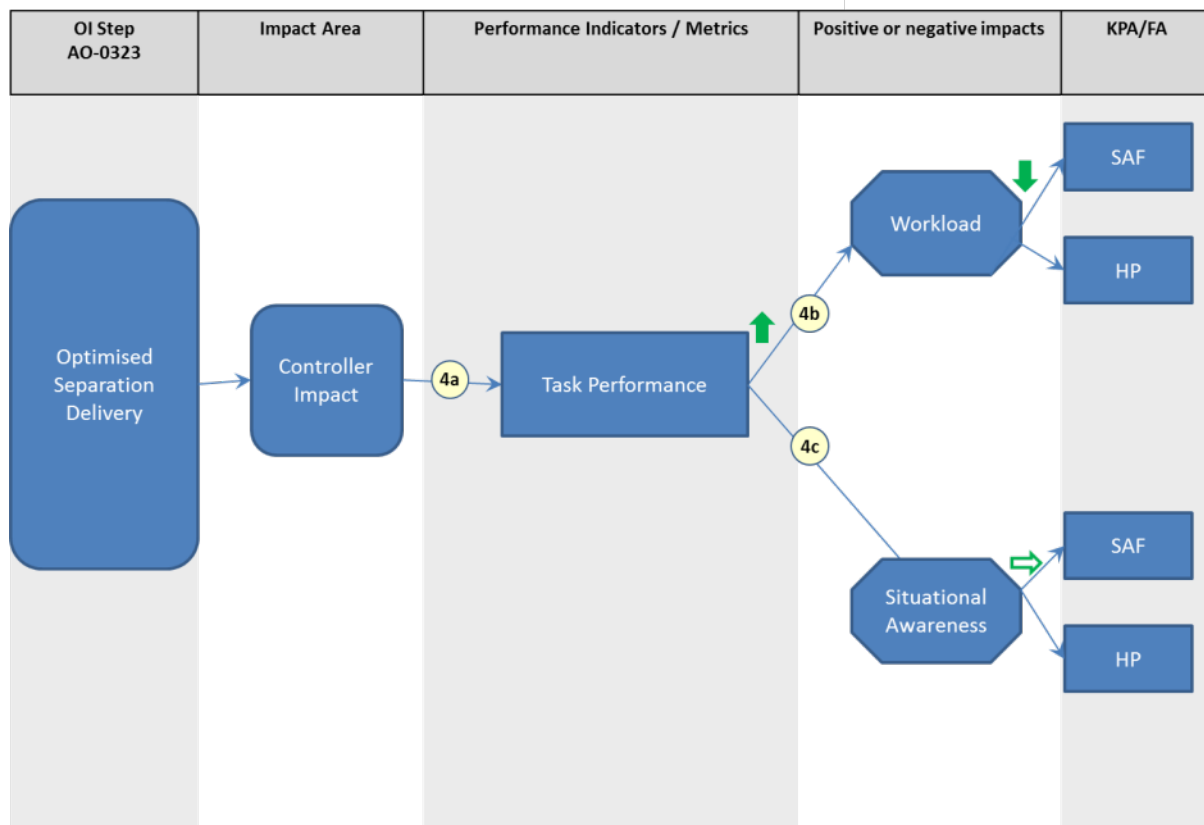 OI Step
AO-0323
Impact Area
Performance Indicators / Metrics
Positive or negative impacts
KPA/FA
SAF
Workload
HP
4b
Optimised
Separation
Delivery
Controller
Impact
4a
Task Performance
4c
SAF
Situational
Awareness
HP